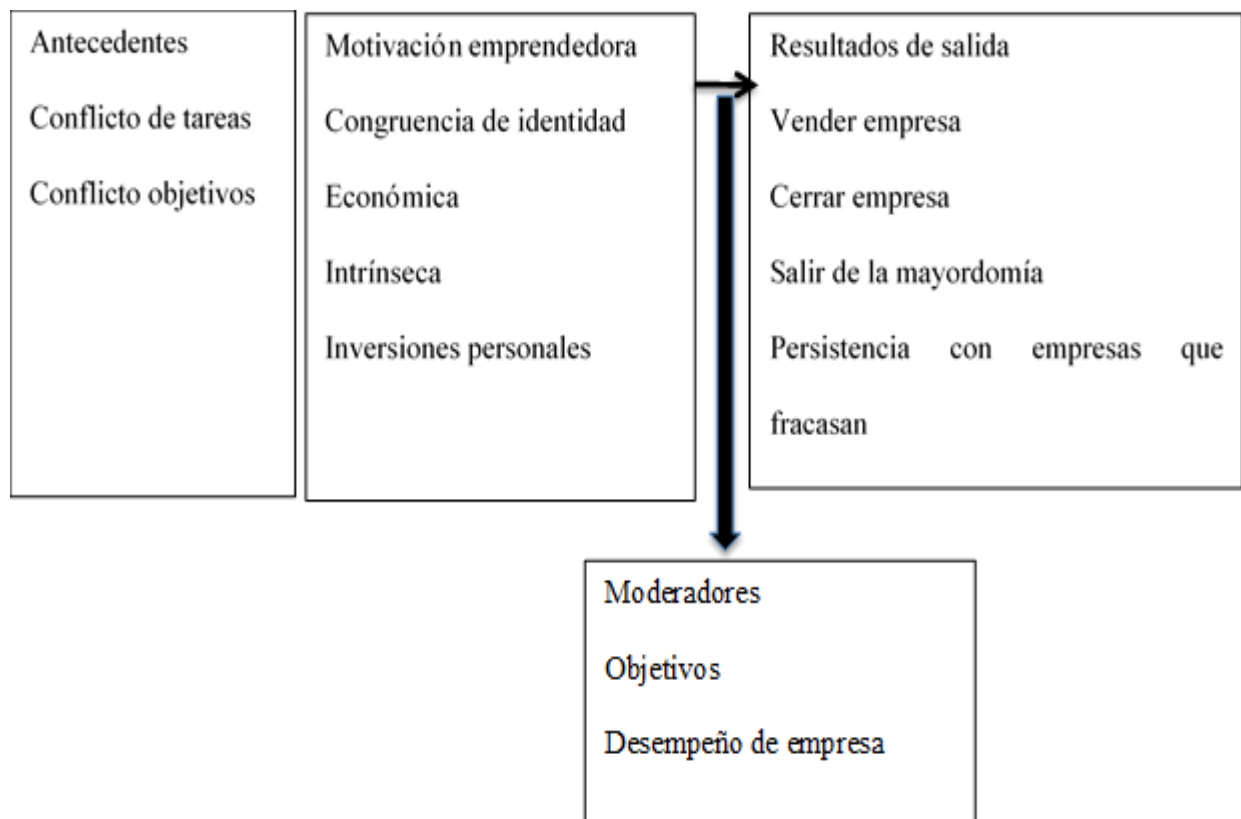 Antecedentes
Conflicto de tareas
Conflicto objetivos
Motivación emprendedora
Congruencia de identidad
Económica
Intrínseca
Inversiones personales
Resultados de salida
Vender empresa
Cerrar empresa
Salir de la mayordomía
Persistencia con empresas que
fracasan
Moderadores
Objetivos
Desempeño de empresa